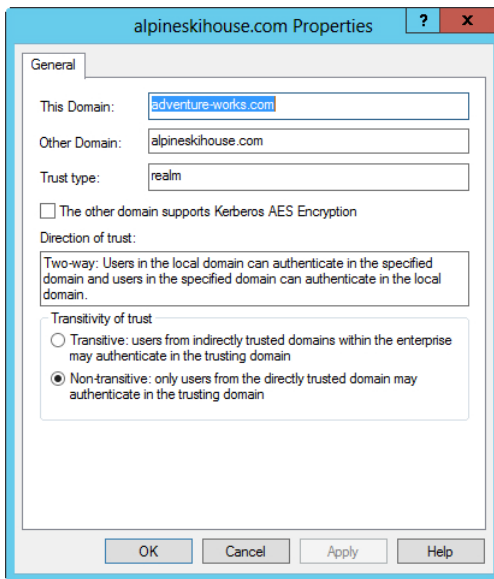 alpineskihouse.com Properties
?
x
General
This Domain:
adventure-works.com
Other Domain:
alpineskihouse.com
Trust type:
realm
The other domain supports Kerberos AES Encryption
Direction of trust:
Two-way: Users in the local domain can authenticate in the specified
domain and users in the specified domain can authenticate in the local
domain.
Transitivity of trust
Transitive: users from indirectly trusted domains within the enterprise
may authenticate in the trusting domain
Non-transitive: only users from the directly trusted domain may
authenticate in the trusting domain
OK
Cancel
Apply
Help